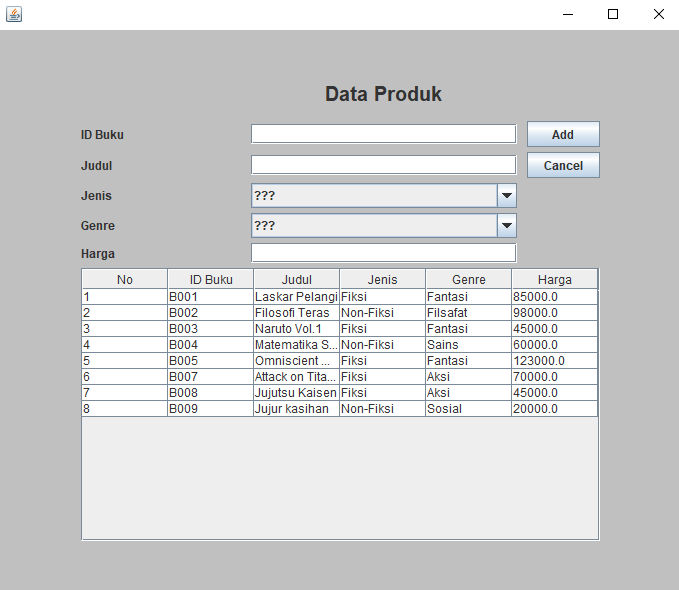 Data Produk
ID Buku Add
Judul Cancel
Jenis ???
Genre ???
Harga
No ID Buku Judul Jenis Genre Harga
1 B001 Laskar Pelangi Fiksi Fantasi 85000.0
2 B002 Filosofi Teras Non-Fiksi Filsafat 98000.0
3 B003 Naruto Vol.1 Fiksi Fantasi 45000.0
4 B004 Matematika S... Non-Fiksi Sains 60000.0
5 B005 Omniscient ... Fiksi Fantasi 123000.0
6 B007 Attack on Tita... Fiksi Aksi 70000.0
7 B008 Jujutsu Kaisen Fiksi Aksi 45000.0
8 B009 Jujur kasihan Non-Fiksi Sosial 20000.0